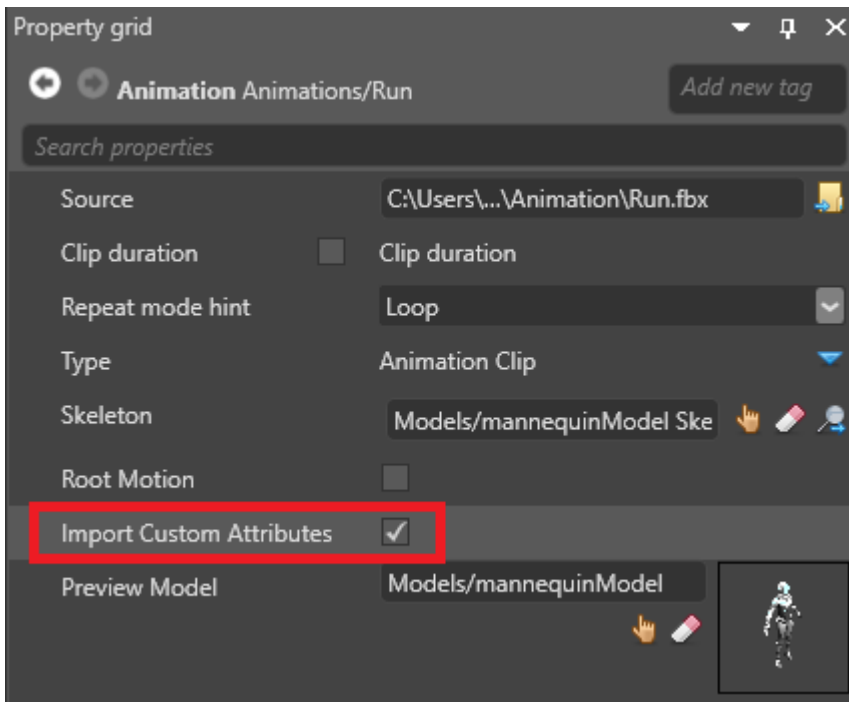 Property grid
Animation Animations/Run
Add new tag
Search properties
Source C:\Users\...\Animation\Run.fbx
Clip duration Clip duration
Repeat mode hint Loop
Type Animation Clip
Skeleton Models/mannequinModel Ske
Root Motion
Import Custom Attributes
Preview Model Models/mannequinModel